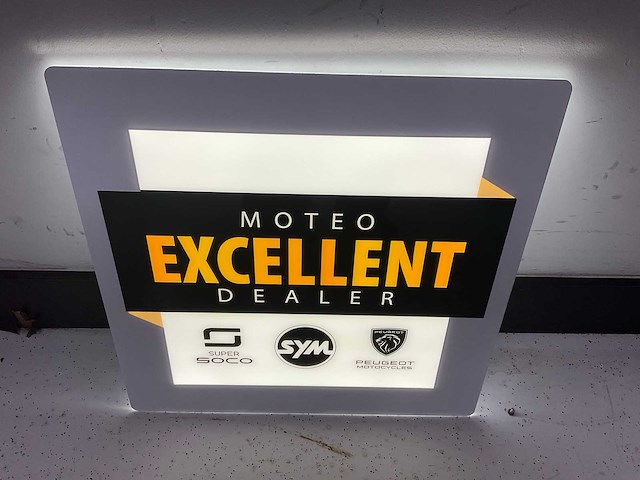 MOTEO
EXCELLENT
DEALER
SUPER
SOCO
SYM
PEUGEOT
PEUGEOT
MOTOCYCLES